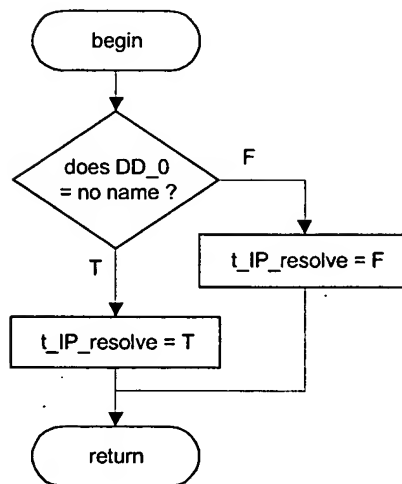 begin
does DD_0
= no name ?
F
T
t_IP_resolve = F
t_IP_resolve = T
return